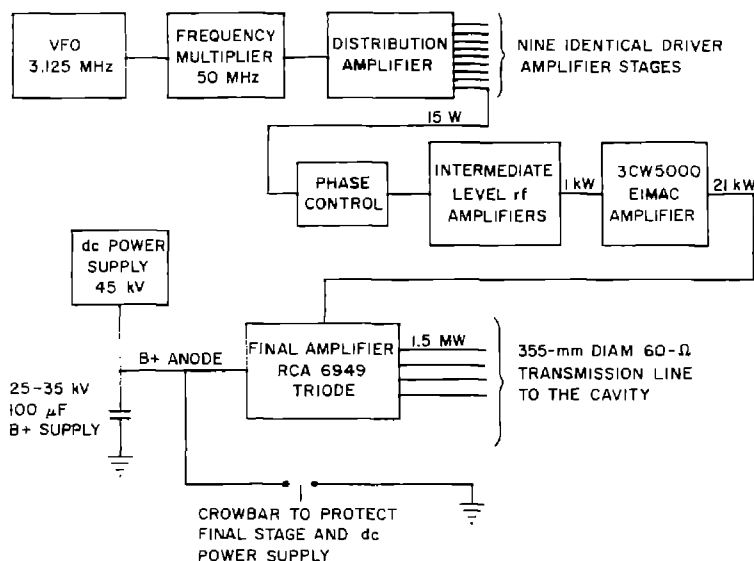 VFO
3.125 MHz
FREQUENCY
MULTIPLIER
50 MHz
DISTRIBUTION
AMPLIFIER
NINE IDENTICAL DRIVER
AMPLIFIER STAGES
15 W
PHASE
CONTROL
INTERMEDIATE
LEVEL rf
AMPLIFIERS
1 kW
3CW5000
EIMAC
AMPLIFIER
21 kW
dc POWER
SUPPLY
45 kV
B+ ANODE
FINAL AMPLIFIER
RCA 6949
TRIODE
1.5 MW
355-mm DIAM 60-Ω
TRANSMISSION LINE
TO THE CAVITY
25-35 kV
100 μF
B+ SUPPLY
CROWBAR TO PROTECT
FINAL STAGE AND dc
POWER SUPPLY